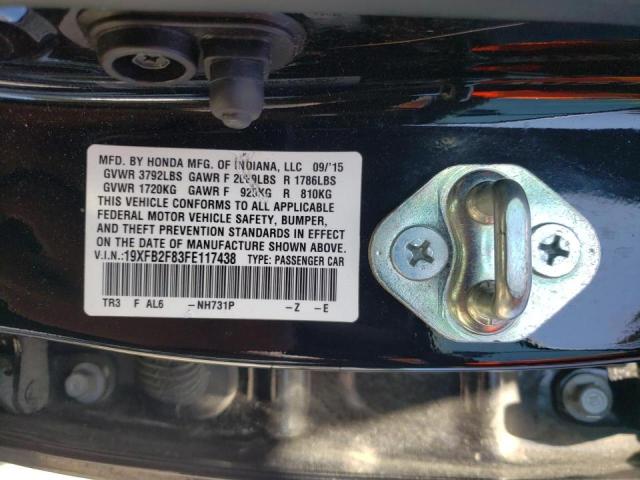 MFD. BY HONDA MFG. OF INDIANA, LLC 09/'15
GVWR 3792LBS GAWR F LBS R 1786LBS
GVWR 1720KG GAWR F KG R 810KG
THIS VEHICLE CONFORMS TO ALL APPLICABLE
FEDERAL MOTOR VEHICLE SAFETY, BUMPER,
AND THEFT PREVENTION STANDARDS IN EFFECT
ON THE DATE OF MANUFACTURE SHOWN ABOVE.
V.I.N.: 19XFB2F83FE117438 TYPE: PASSENGER CAR
TR3 F AL6 -NH731P -Z -E